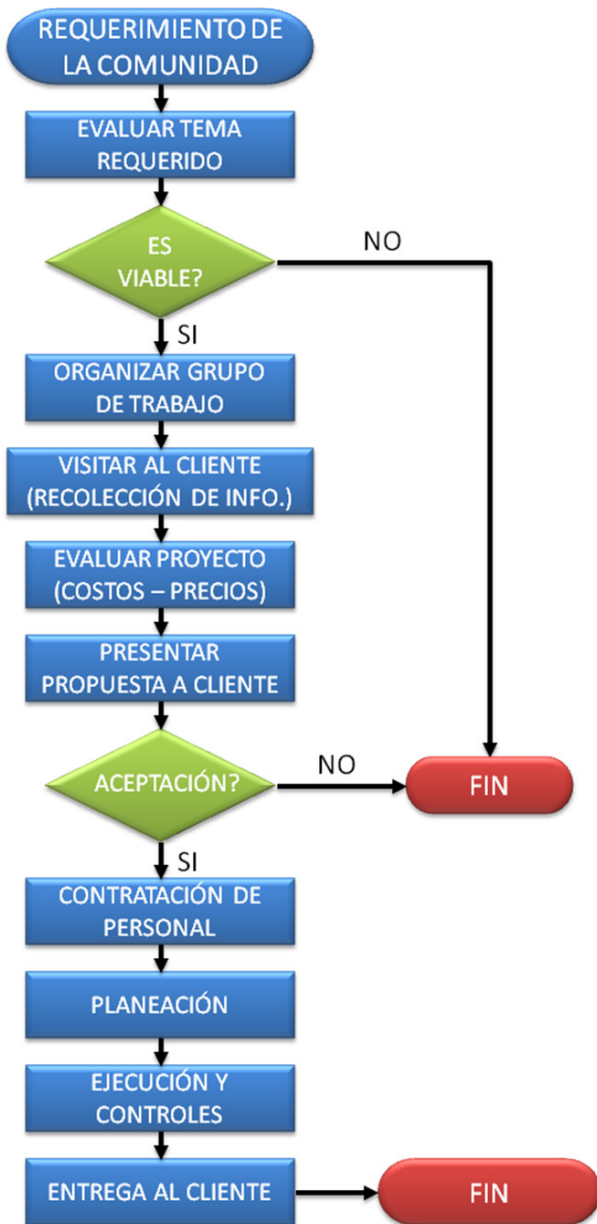 REQUERIMIENTO DE
LA COMUNIDAD
EVALUAR TEMA
REQUERIDO
ES
VIABLE?
NO
SI
ORGANIZAR GRUPO
DE TRABAJO
VISITAR AL CLIENTE
(RECOLECCIÓN DE INFO.)
EVALUAR PROYECTO
(COSTOS – PRECIOS)
PRESENTAR
PROPUESTA A CLIENTE
ACEPTACIÓN?
NO
FIN
SI
CONTRATACIÓN DE
PERSONAL
PLANEACIÓN
EJECUCIÓN Y
CONTROLES
ENTREGA AL CLIENTE
FIN